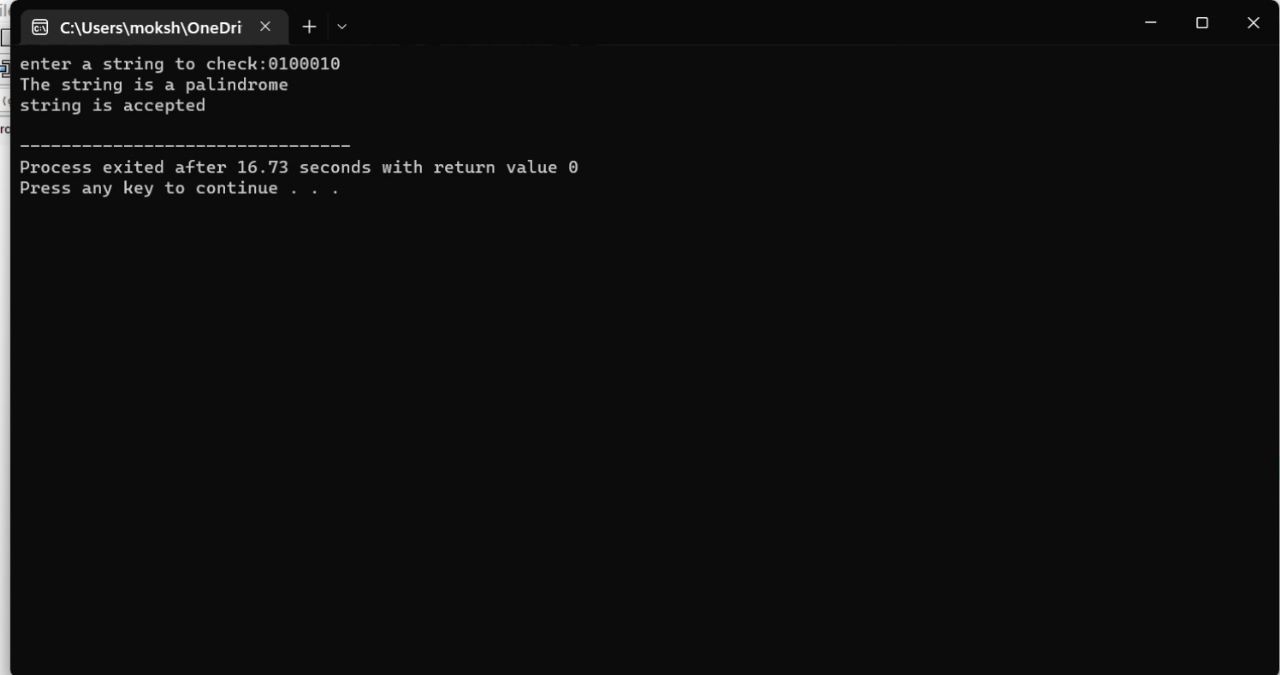 C:\Users\moksh\OneDri
enter a string to check:0100010
The string is a palindrome
string is accepted
--------------------------------
Process exited after 16.73 seconds with return value 0
Press any key to continue . . .